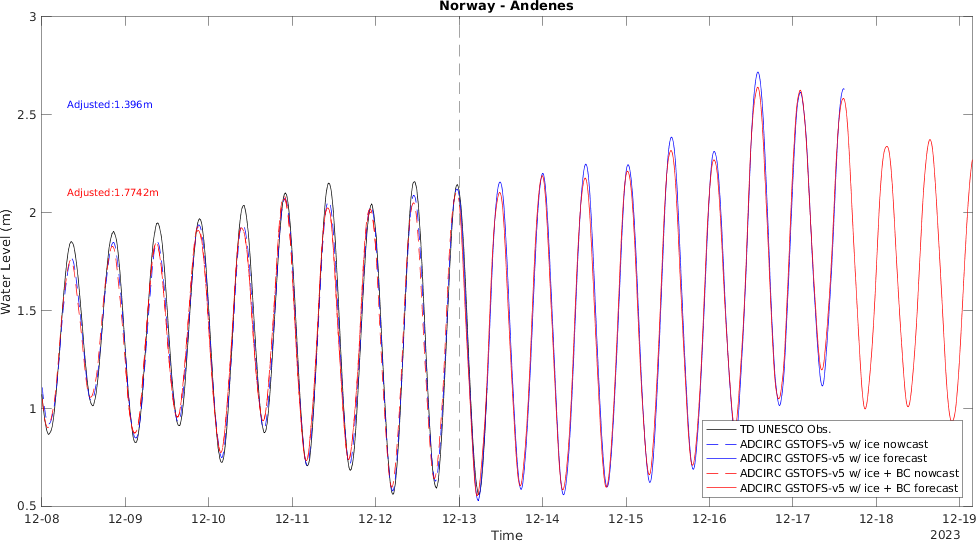 Norway - Andenes
3
2.5
2
1.5
1
0.5
Water Level (m)
Adjusted:1.396m
Adjusted:1.7742m
TD UNESCO Obs.
ADCIRC GSTOFS-v5 w/ ice nowcast
ADCIRC GSTOFS-v5 w/ ice forecast
ADCIRC GSTOFS-v5 w/ ice + BC nowcast
ADCIRC GSTOFS-v5 w/ ice + BC forecast
12-08 12-09 12-10 12-11 12-12 12-13 12-14 12-15 12-16 12-17 12-18 12-19
Time
2023